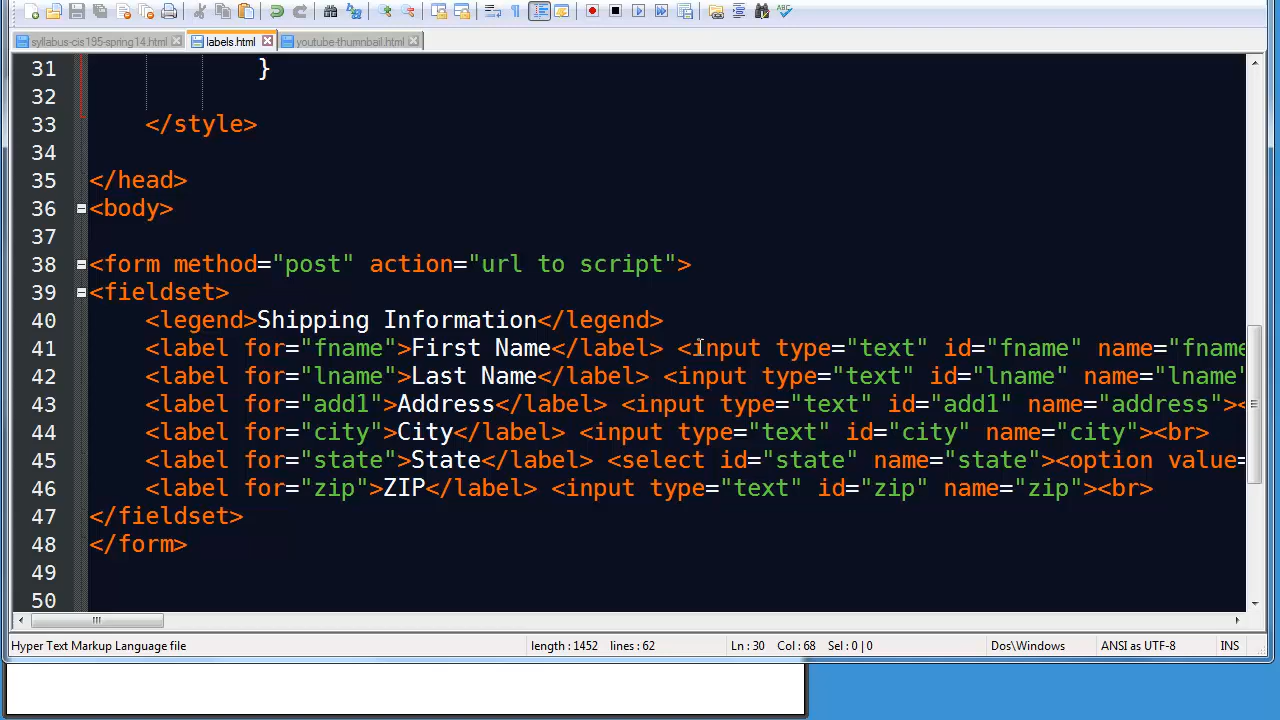 syllabus-cis195-spring14.html labels.html youtube-thumnbail.html
31 }
32
33 </style>
34
35 </head>
36 <body>
37
38 <form method="post" action="url to script">
39 <fieldset>
40 <legend>Shipping Information</legend>
41 <label for="fname">First Name</label> <input type="text" id="fname" name="fname
42 <label for="lname">Last Name</label> <input type="text" id="lname" name="lname"
43 <label for="add1">Address</label> <input type="text" id="add1" name="address"><
44 <label for="city">City</label> <input type="text" id="city" name="city"><br>
45 <label for="state">State</label> <select id="state" name="state"><option value=
46 <label for="zip">ZIP</label> <input type="text" id="zip" name="zip"><br>
47 </fieldset>
48 </form>
49
50
Hyper Text Markup Language file length : 1452 lines : 62 Ln : 30 Col : 68 Sel : 0 | 0 Dos\Windows ANSI as UTF-8 INS